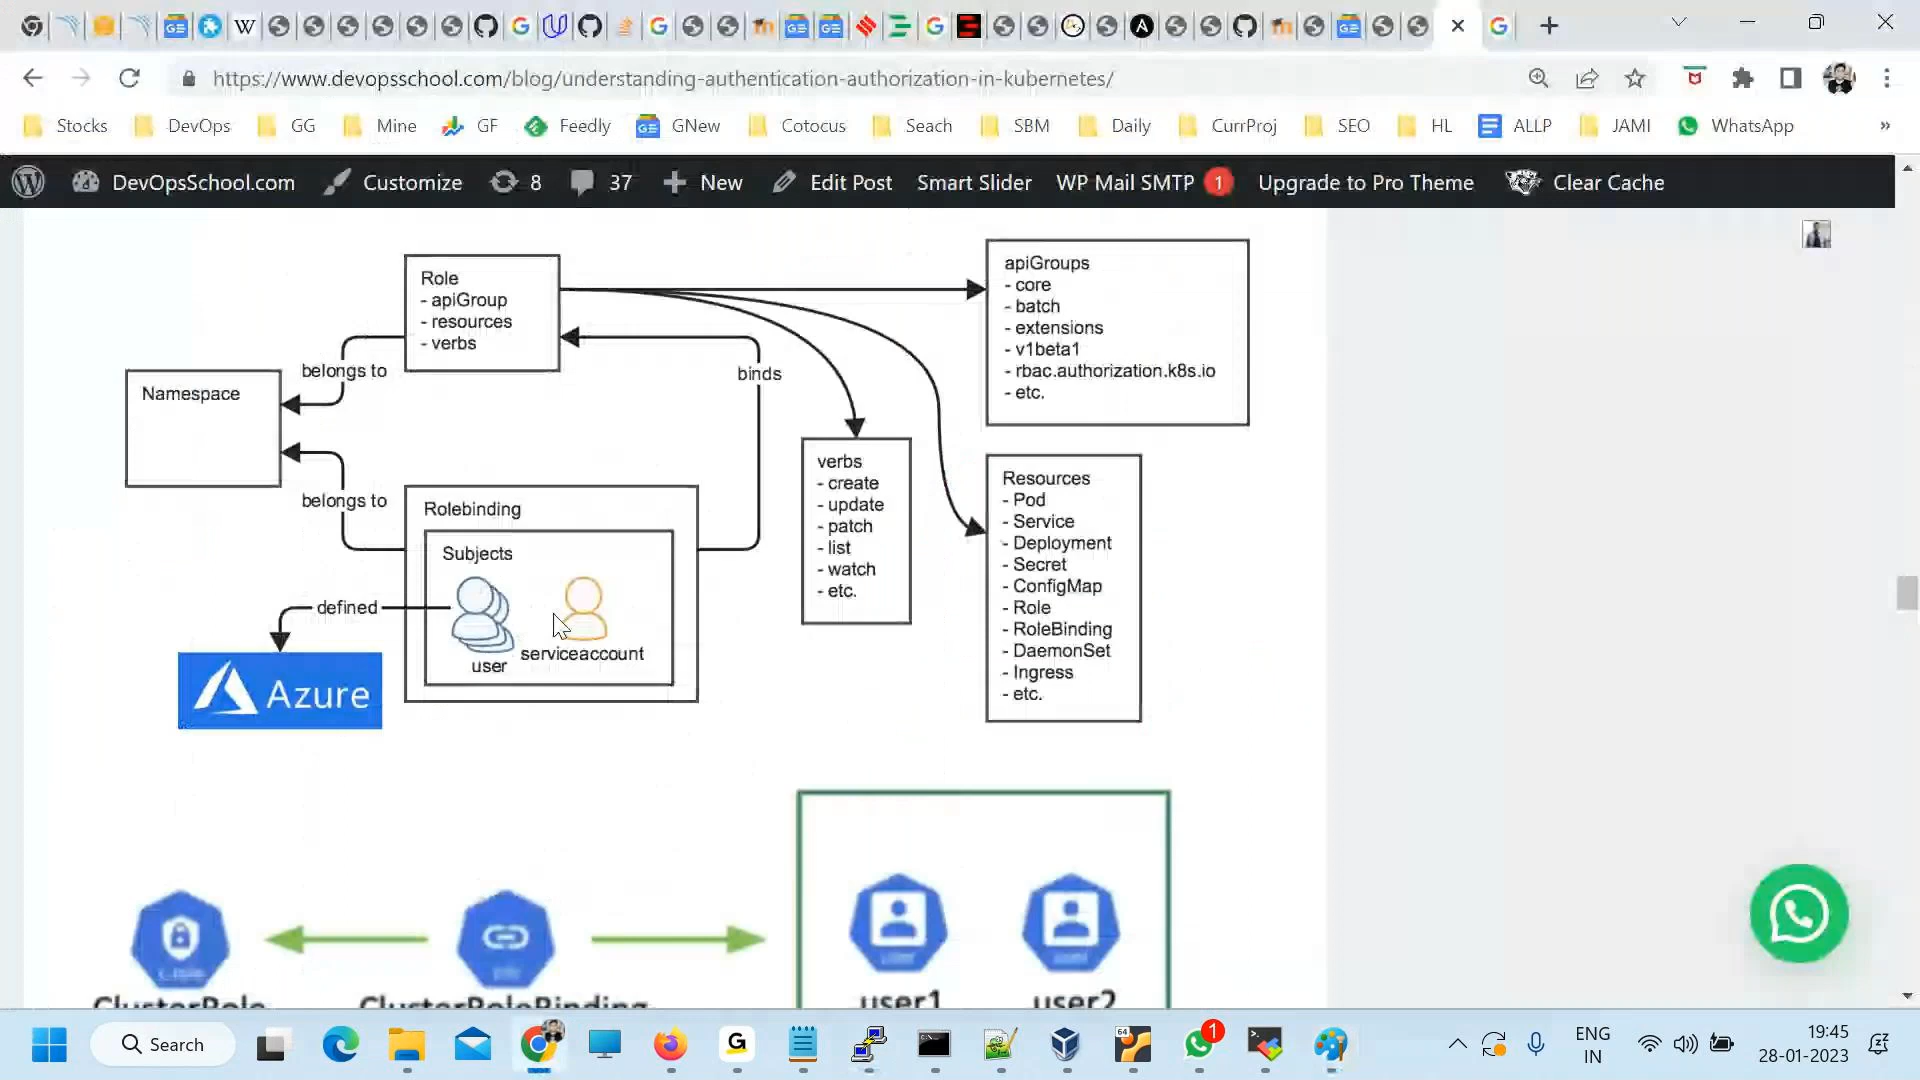 https://www.devopsschool.com/blog/understanding-authentication-authorization-in-kubernetes/
Stocks DevOps GG Mine GF Feedly GNew Cotocus Seach SBM Daily CurrProj SEO HL ALLP JAMI WhatsApp »
DevOpsSchool.com Customize 8 37 New Edit Post Smart Slider WP Mail SMTP 1 Upgrade to Pro Theme Clear Cache
Role
- apiGroup
- resources
- verbs
apiGroups
- core
- batch
- extensions
- v1beta1
- rbac.authorization.k8s.io
- etc.
belongs to
binds
Namespace
verbs
- create
- update
- patch
- list
- watch
- etc.
Resources
- Pod
- Service
- Deployment
- Secret
- ConfigMap
- Role
- RoleBinding
- DaemonSet
- Ingress
- etc.
belongs to
Rolebinding
Subjects
defined
user
serviceaccount
Azure
ClusterRole
ClusterRoleBinding
user1
user2
Search
1
ENG
IN
19:45
28-01-2023